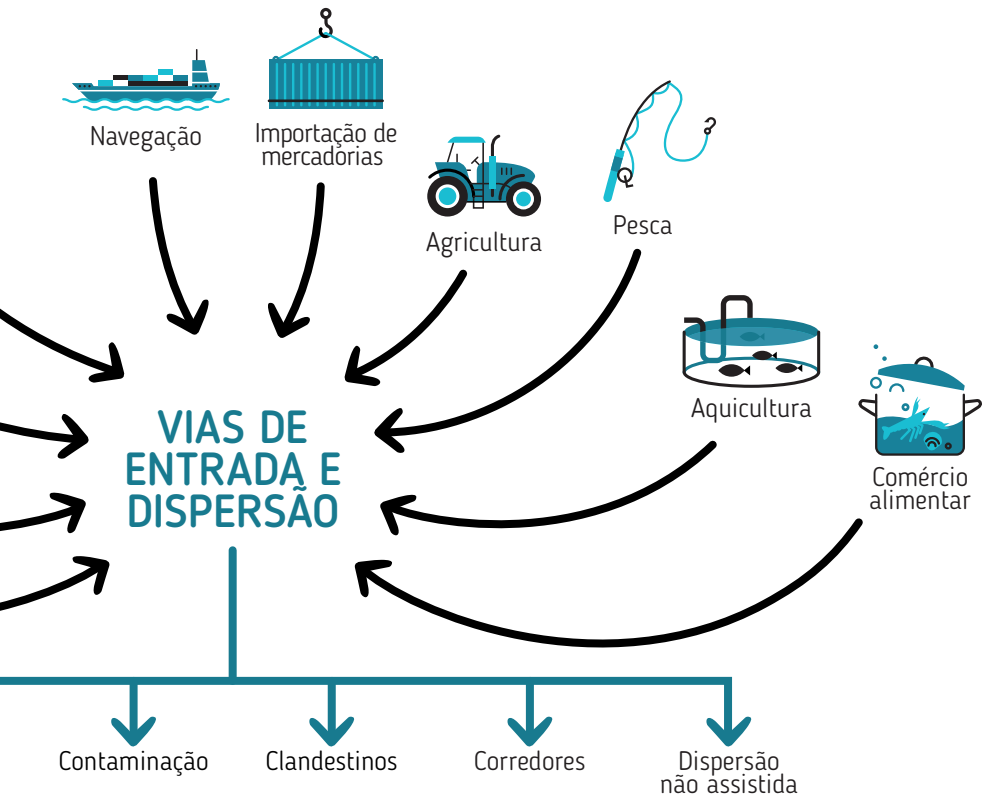 Navegação
Importação de
mercadorias
Agricultura
Pesca
Aquicultura
Comércio
alimentar
VIAS DE
ENTRADA E
DISPERSÃO
Contaminação
Clandestinos
Corredores
Dispersão
não assistida